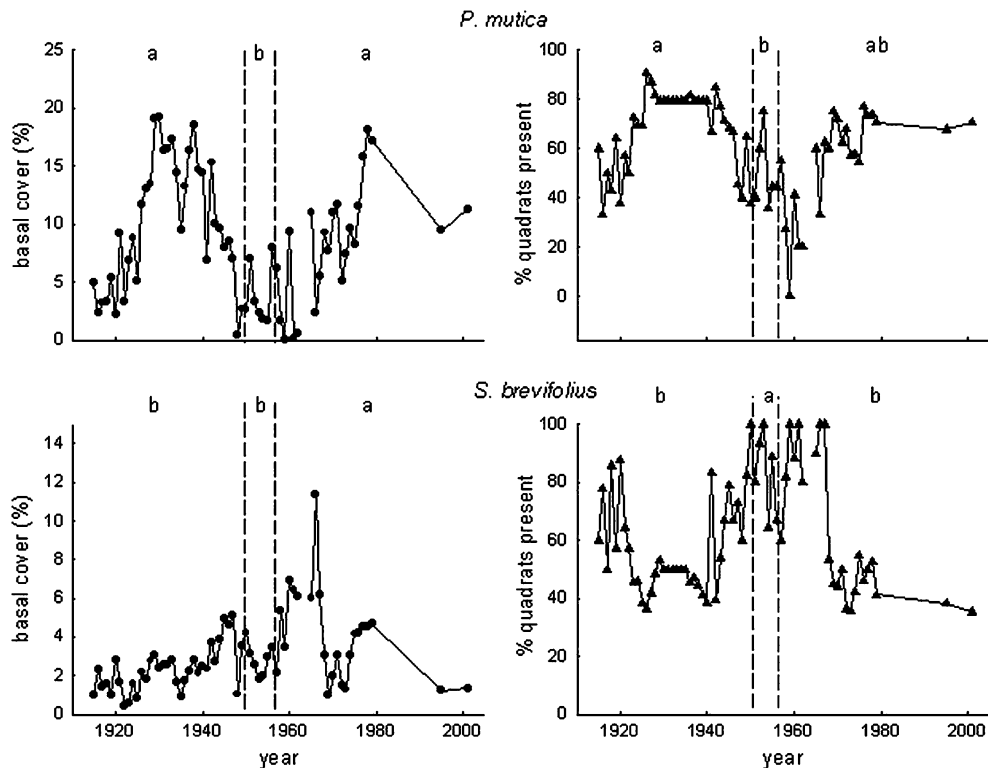 P. mutica
a b a
25
20
15
10
5
0
basal cover (%)
a b ab
100
80
60
40
20
0
% quadrats present
S. brevifolius
b b a
14
12
10
8
6
4
2
0
basal cover (%)
1920 1940 1960 1980 2000
year
b a b
100
80
60
40
20
0
% quadrats present
1920 1940 1960 1980 2000
year